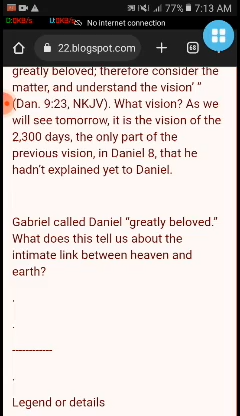 77% 7:13 AM
0:0KB/s U:0KB/s No internet connection
22.blogspot.com 68
greatly beloved; therefore consider the
matter, and understand the vision’ ”
(Dan. 9:23, NKJV). What vision? As we
will see tomorrow, it is the vision of the
2,300 days, the only part of the
previous vision, in Daniel 8, that he
hadn’t explained yet to Daniel.
Gabriel called Daniel “greatly beloved.”
What does this tell us about the
intimate link between heaven and
earth?
.
.
------------
.
Legend or details